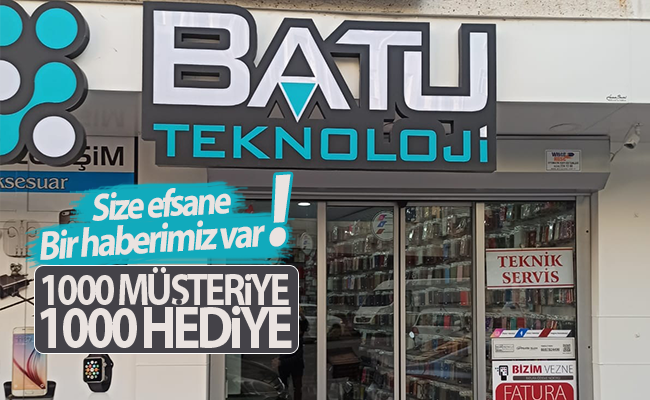 BATU
TEKNOLOJİ
İŞİM
ksesuar
Size efsane
Bir haberimiz var !
1000 MÜŞTERİYE
1000 HEDİYE
TEKNİK
SERVİS
BİZİM VEZNE
FATURA